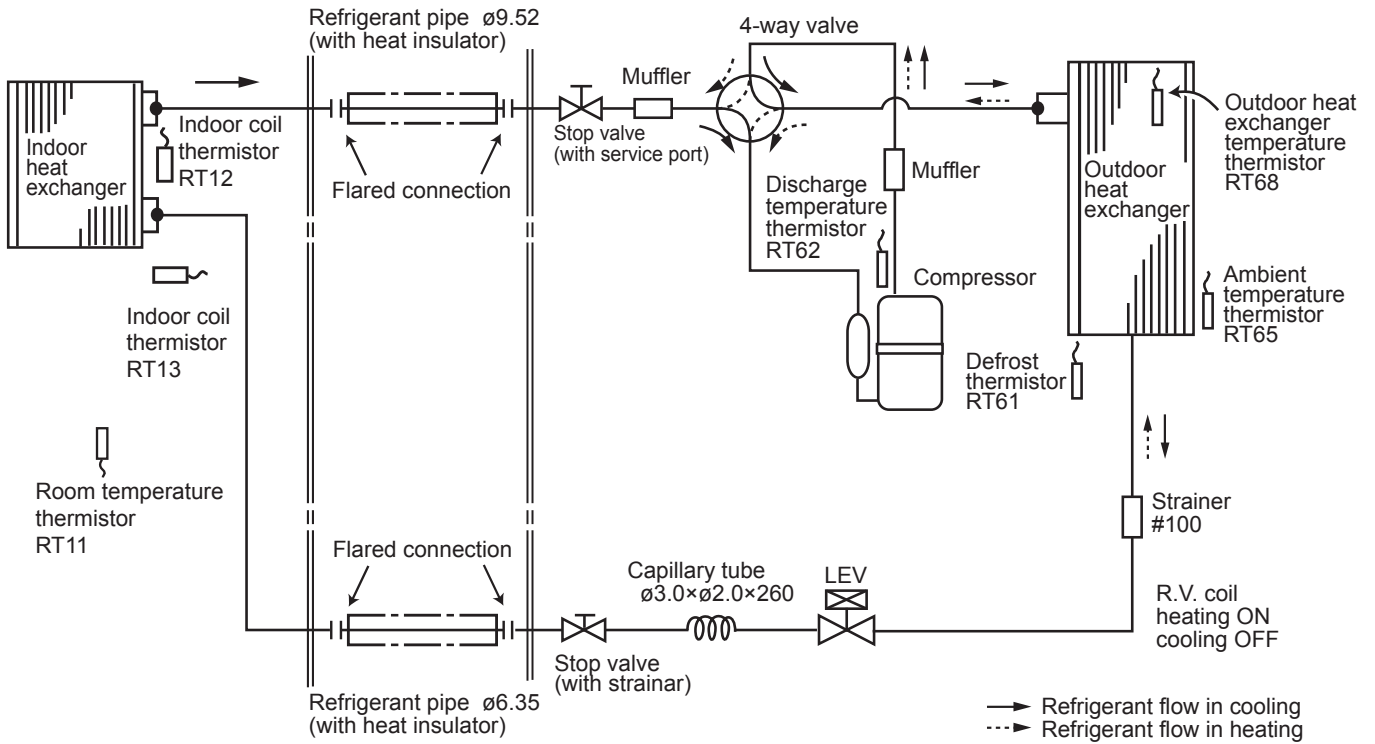 Refrigerant pipe ø9.52
(with heat insulator)
4-way valve
Muffler
Stop valve
(with service port)
Indoor
heat
exchanger
Indoor coil
thermistor
RT12
Flared connection
Indoor coil
thermistor
RT13
Room temperature
thermistor
RT11
Discharge
temperature
thermistor
RT62
Muffler
Compressor
Outdoor
heat
exchanger
Outdoor heat
exchanger
temperature
thermistor
RT68
Ambient
temperature
thermistor
RT65
Defrost
thermistor
RT61
Strainer
#100
Flared connection
Capillary tube
ø3.0×ø2.0×260
LEV
R.V. coil
heating ON
cooling OFF
Stop valve
(with strainar)
Refrigerant pipe ø6.35
(with heat insulator)
Refrigerant flow in cooling
Refrigerant flow in heating